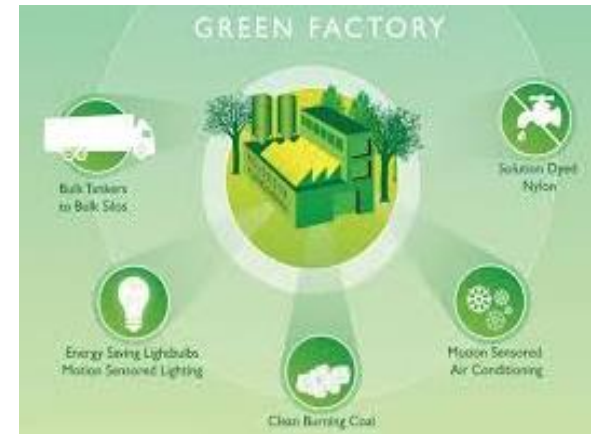 GREEN FACTORY
Bulk Tankers
to Bulk Silos
Solution Dyed
Nylon
Energy Saving Lightbulbs
Motion Sensored Lighting
Motion Sensored
Air Conditioning
Clean Burning Coal